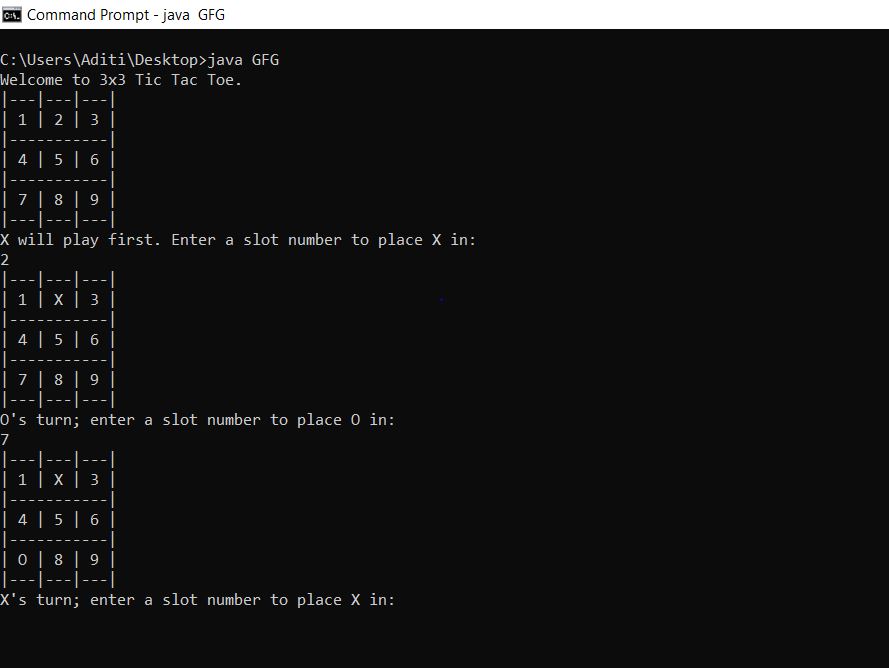 Command Prompt - java  GFG
C:\Users\Aditi\Desktop>java GFG
Welcome to 3x3 Tic Tac Toe.
|---|---|---|
| 1 | 2 | 3 |
|-----------|
| 4 | 5 | 6 |
|-----------|
| 7 | 8 | 9 |
|---|---|---|
X will play first. Enter a slot number to place X in:
2
|---|---|---|
| 1 | X | 3 |
|-----------|
| 4 | 5 | 6 |
|-----------|
| 7 | 8 | 9 |
|---|---|---|
O's turn; enter a slot number to place O in:
7
|---|---|---|
| 1 | X | 3 |
|-----------|
| 4 | 5 | 6 |
|-----------|
| O | 8 | 9 |
|---|---|---|
X's turn; enter a slot number to place X in: